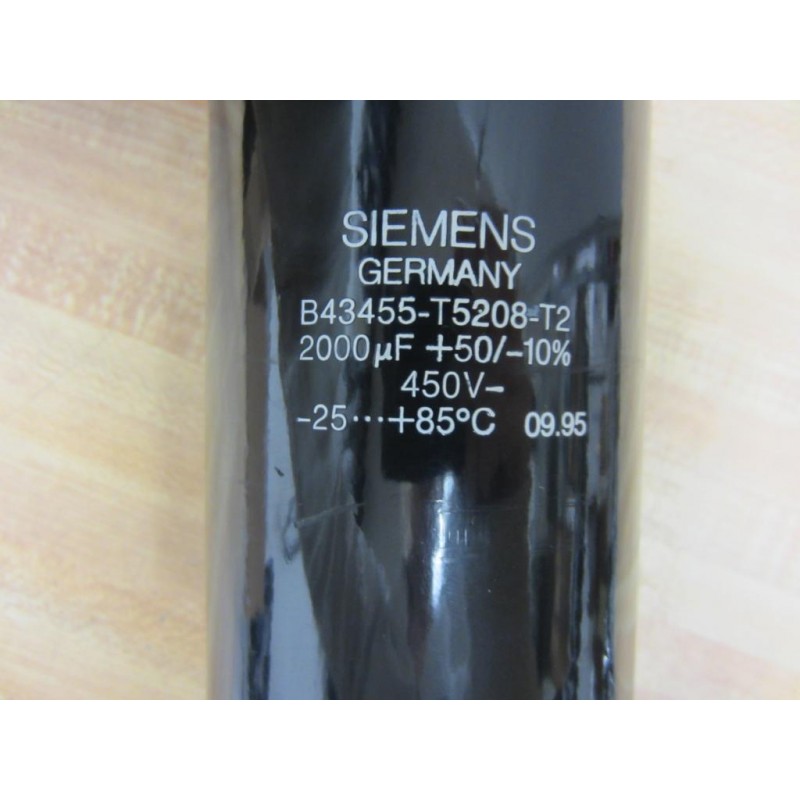 SIEMENS
GERMANY
B43455-T5208-T2
2000µF +50/-10%
450V-
-25···+85°C 09.95